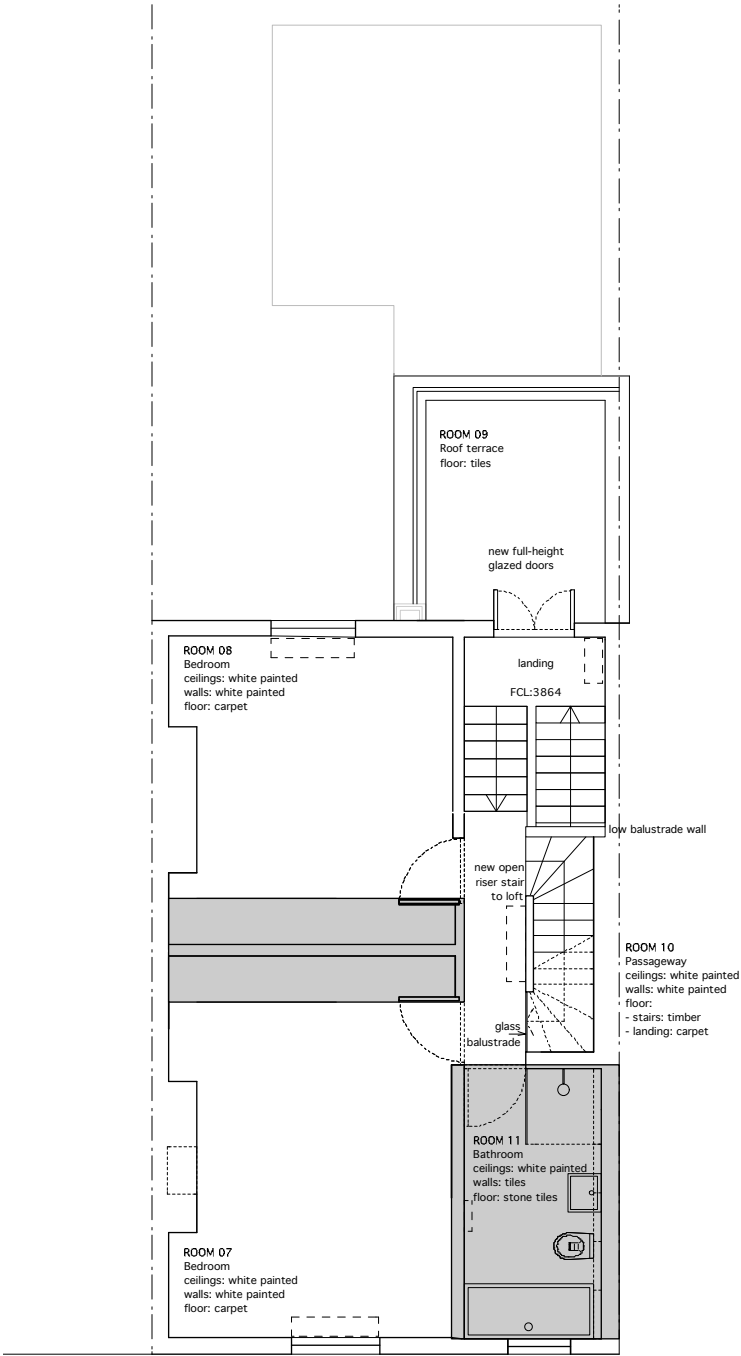 ROOM 09
Roof terrace
floor: tiles
new full-height
glazed doors
ROOM 08
Bedroom
ceilings: white painted
walls: white painted
floor: carpet
landing
FCL:3864
low balustrade wall
new open
riser stair
to loft
ROOM 10
Passageway
ceilings: white painted
walls: white painted
floor:
- stairs: timber
- landing: carpet
glass
balustrade
ROOM 11
Bathroom
ceilings: white painted
walls: tiles
floor: stone tiles
ROOM 07
Bedroom
ceilings: white painted
walls: white painted
floor: carpet